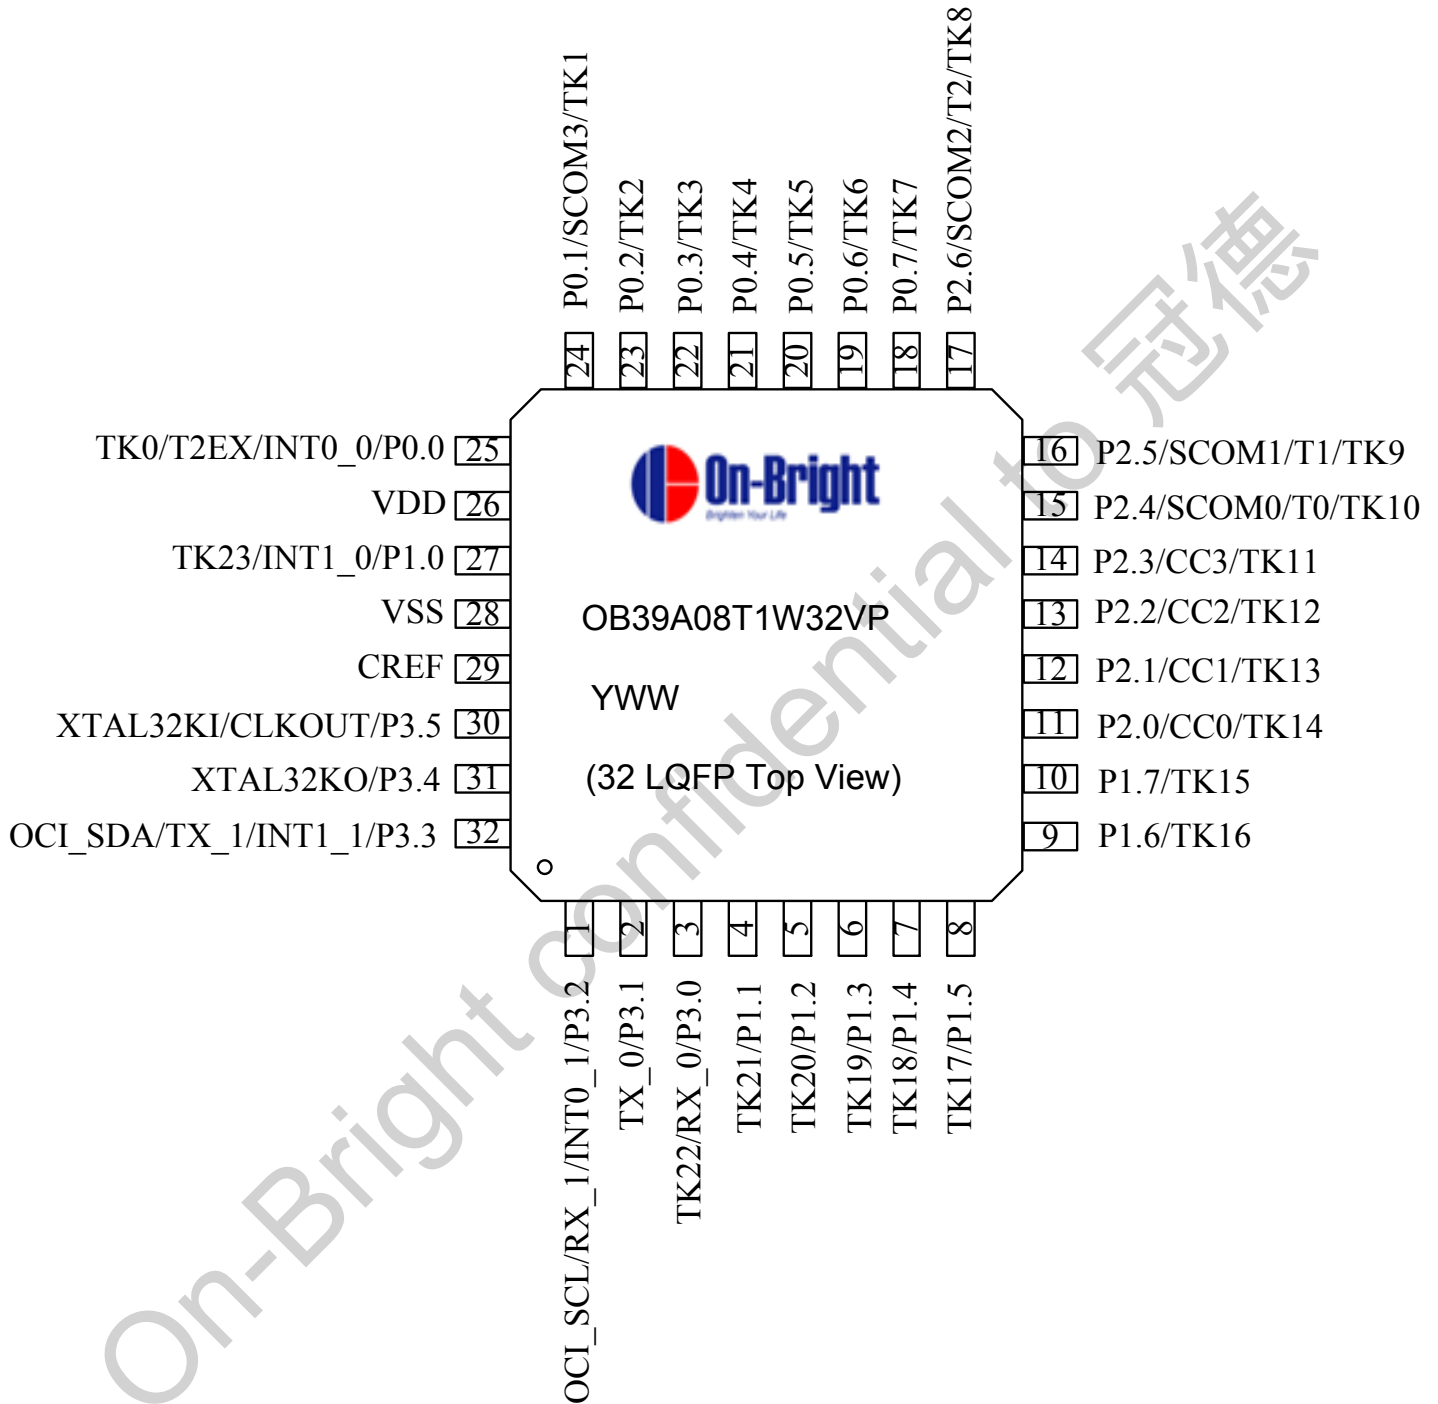 P0.1/SCOM3/TK1
P0.2/TK2
P0.3/TK3
P0.4/TK4
P0.5/TK5
P0.6/TK6
P0.7/TK7
P2.6/SCOM2/T2/TK8
24
23
22
21
20
19
18
17
TK0/T2EX/INT0_0/P0.0 25
VDD 26
TK23/INT1_0/P1.0 27
VSS 28
CREF 29
XTAL32KI/CLKOUT/P3.5 30
XTAL32KO/P3.4 31
OCI_SDA/TX_1/INT1_1/P3.3 32
On-Bright
Brighten Your Life
OB39A08T1W32VP
YWW
(32 LQFP Top View)
16 P2.5/SCOM1/T1/TK9
15 P2.4/SCOM0/T0/TK10
14 P2.3/CC3/TK11
13 P2.2/CC2/TK12
12 P2.1/CC1/TK13
11 P2.0/CC0/TK14
10 P1.7/TK15
9 P1.6/TK16
1
2
3
4
5
6
7
8
OCI_SCL/RX_1/INT0_1/P3.2
TX_0/P3.1
TK22/RX_0/P3.0
TK21/P1.1
TK20/P1.2
TK19/P1.3
TK18/P1.4
TK17/P1.5
On-Bright confidential to 冠德